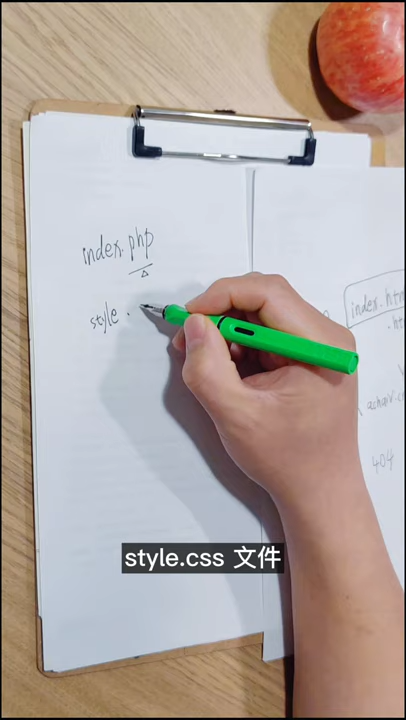 index.php
style.
index.htm
404
style.css 文件